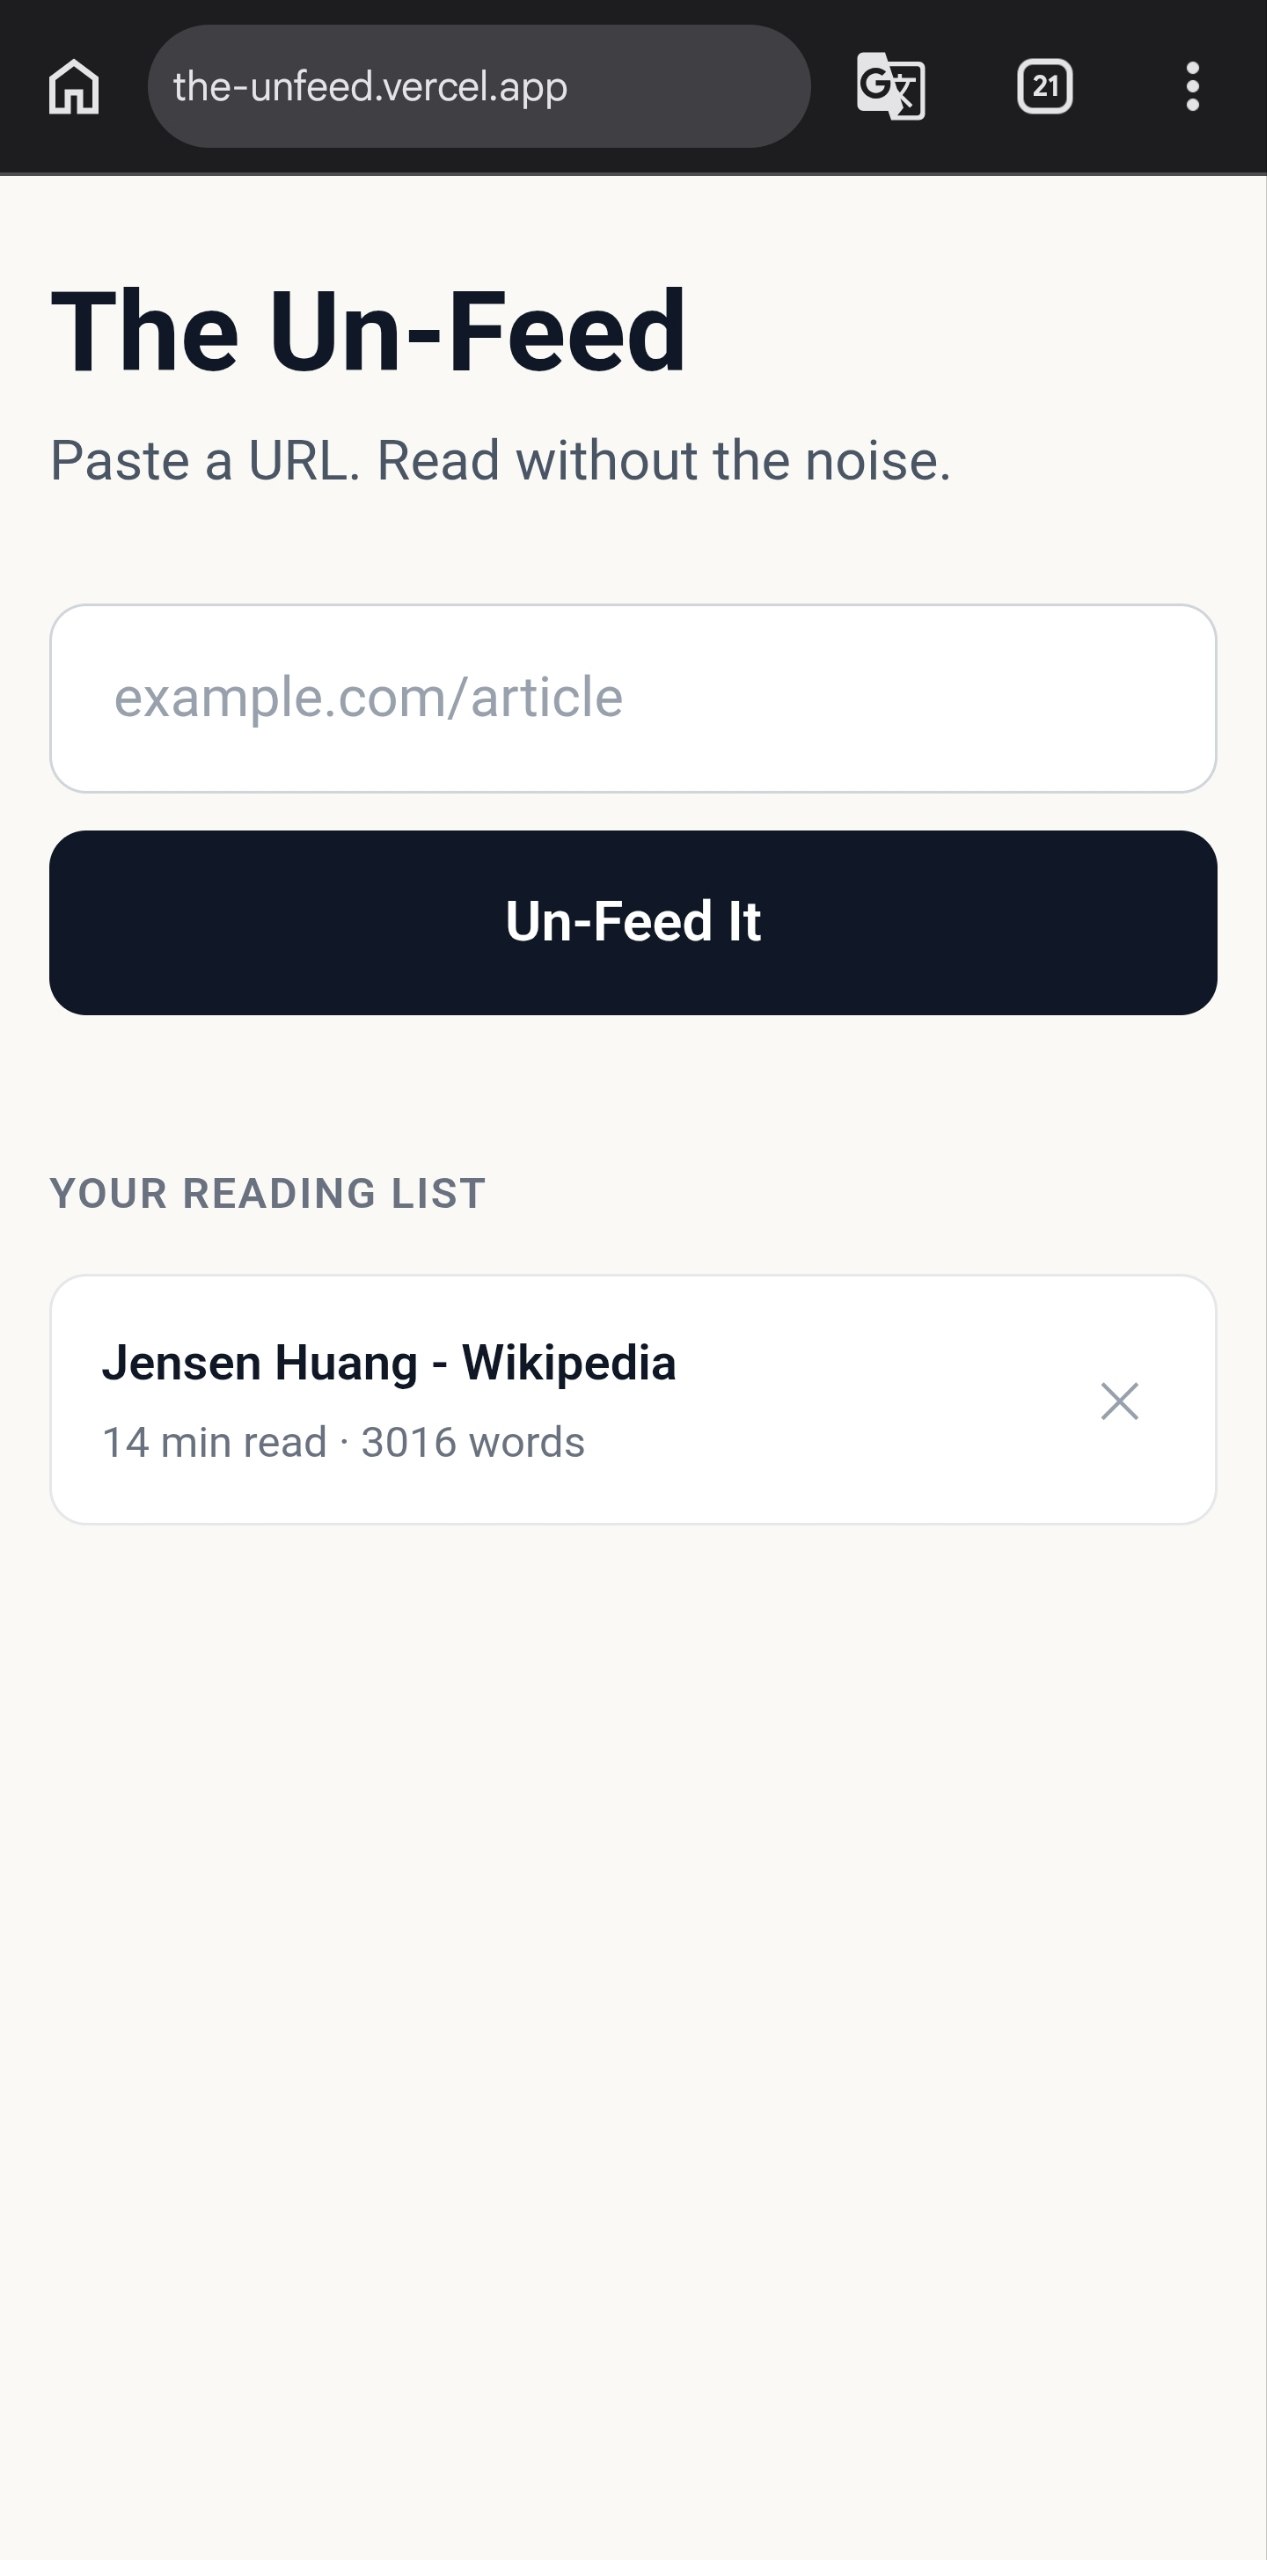 the-unfeed.vercel.app
21
The Un-Feed
Paste a URL. Read without the noise.
example.com/article
Un-Feed It
YOUR READING LIST
Jensen Huang - Wikipedia
14 min read · 3016 words